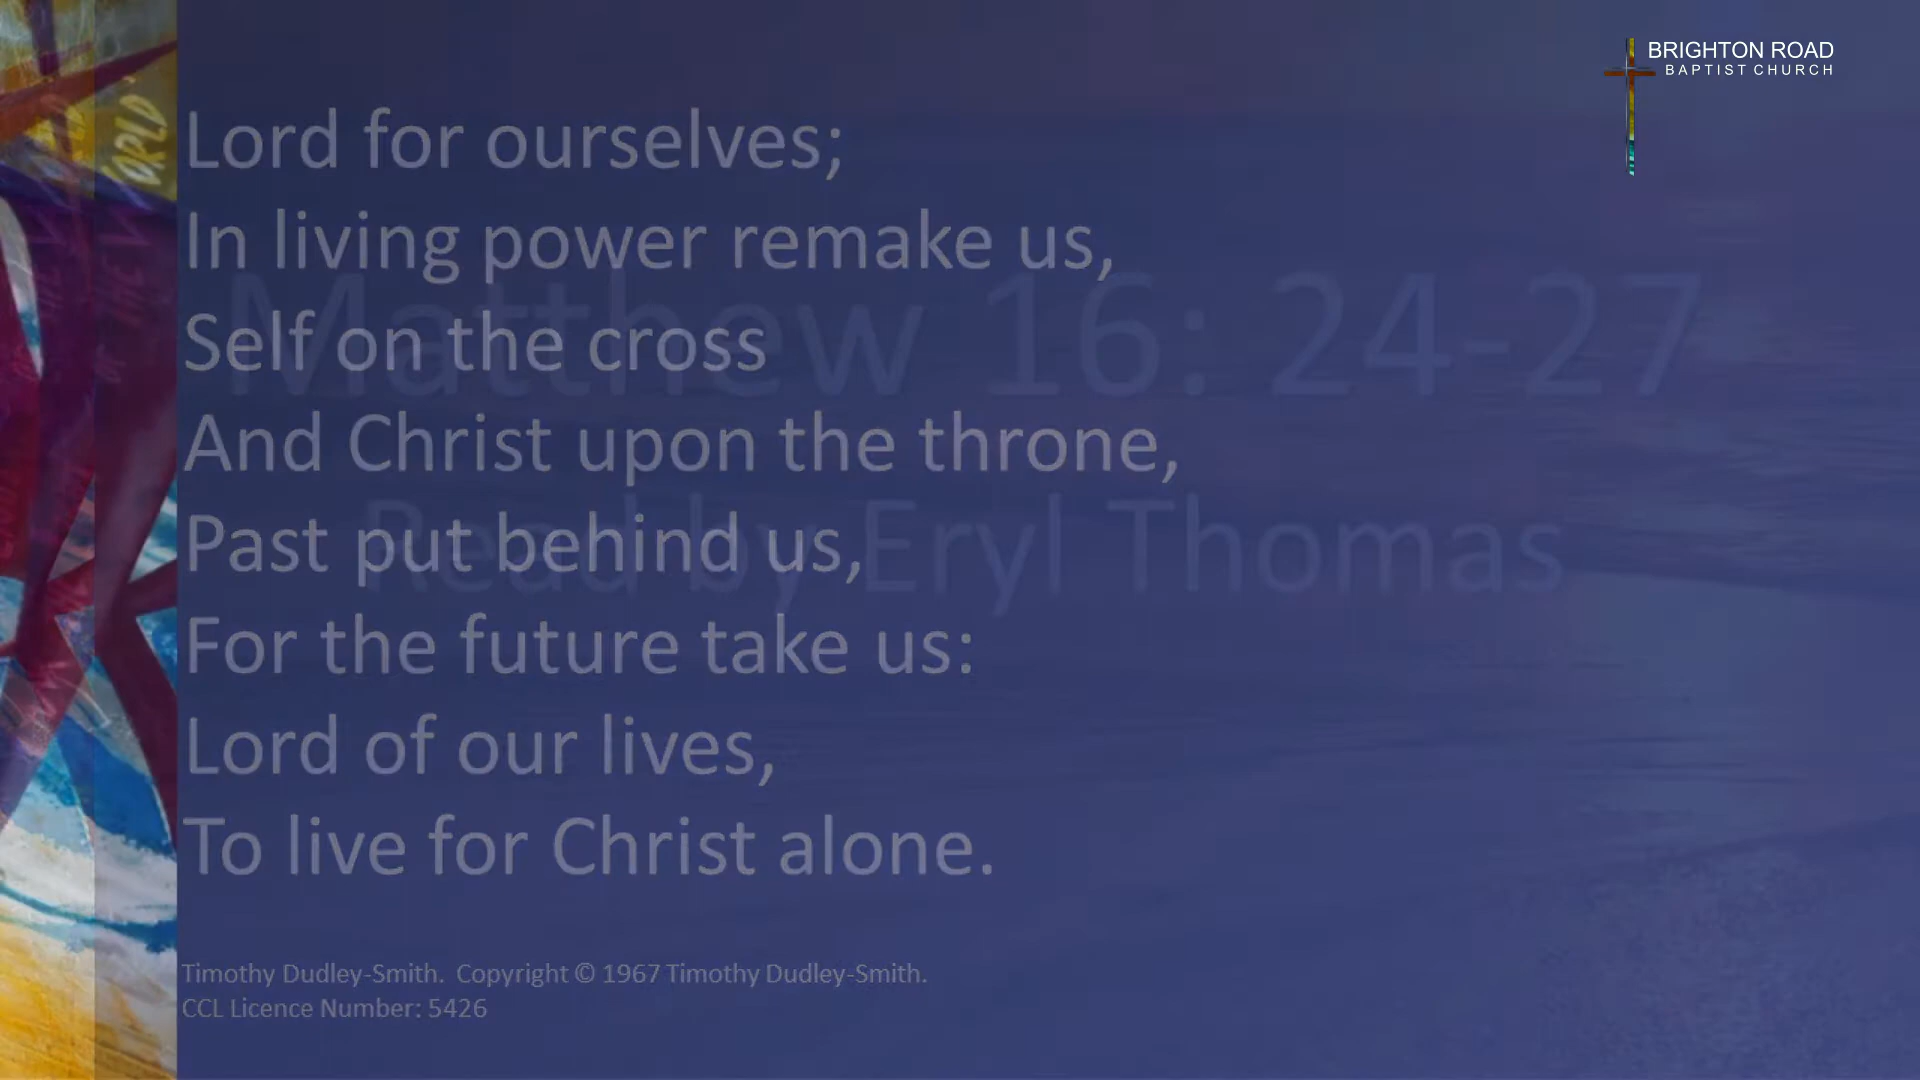 BRIGHTON ROAD
BAPTIST CHURCH
Lord for ourselves;
In living power remake us,
Self on the cross
And Christ upon the throne,
Past put behind us,
For the future take us:
Lord of our lives,
To live for Christ alone.
Matthew 16: 24-27
Read by Eryl Thomas
Timothy Dudley-Smith. Copyright © 1967 Timothy Dudley-Smith.
CCL Licence Number: 5426
ORLD